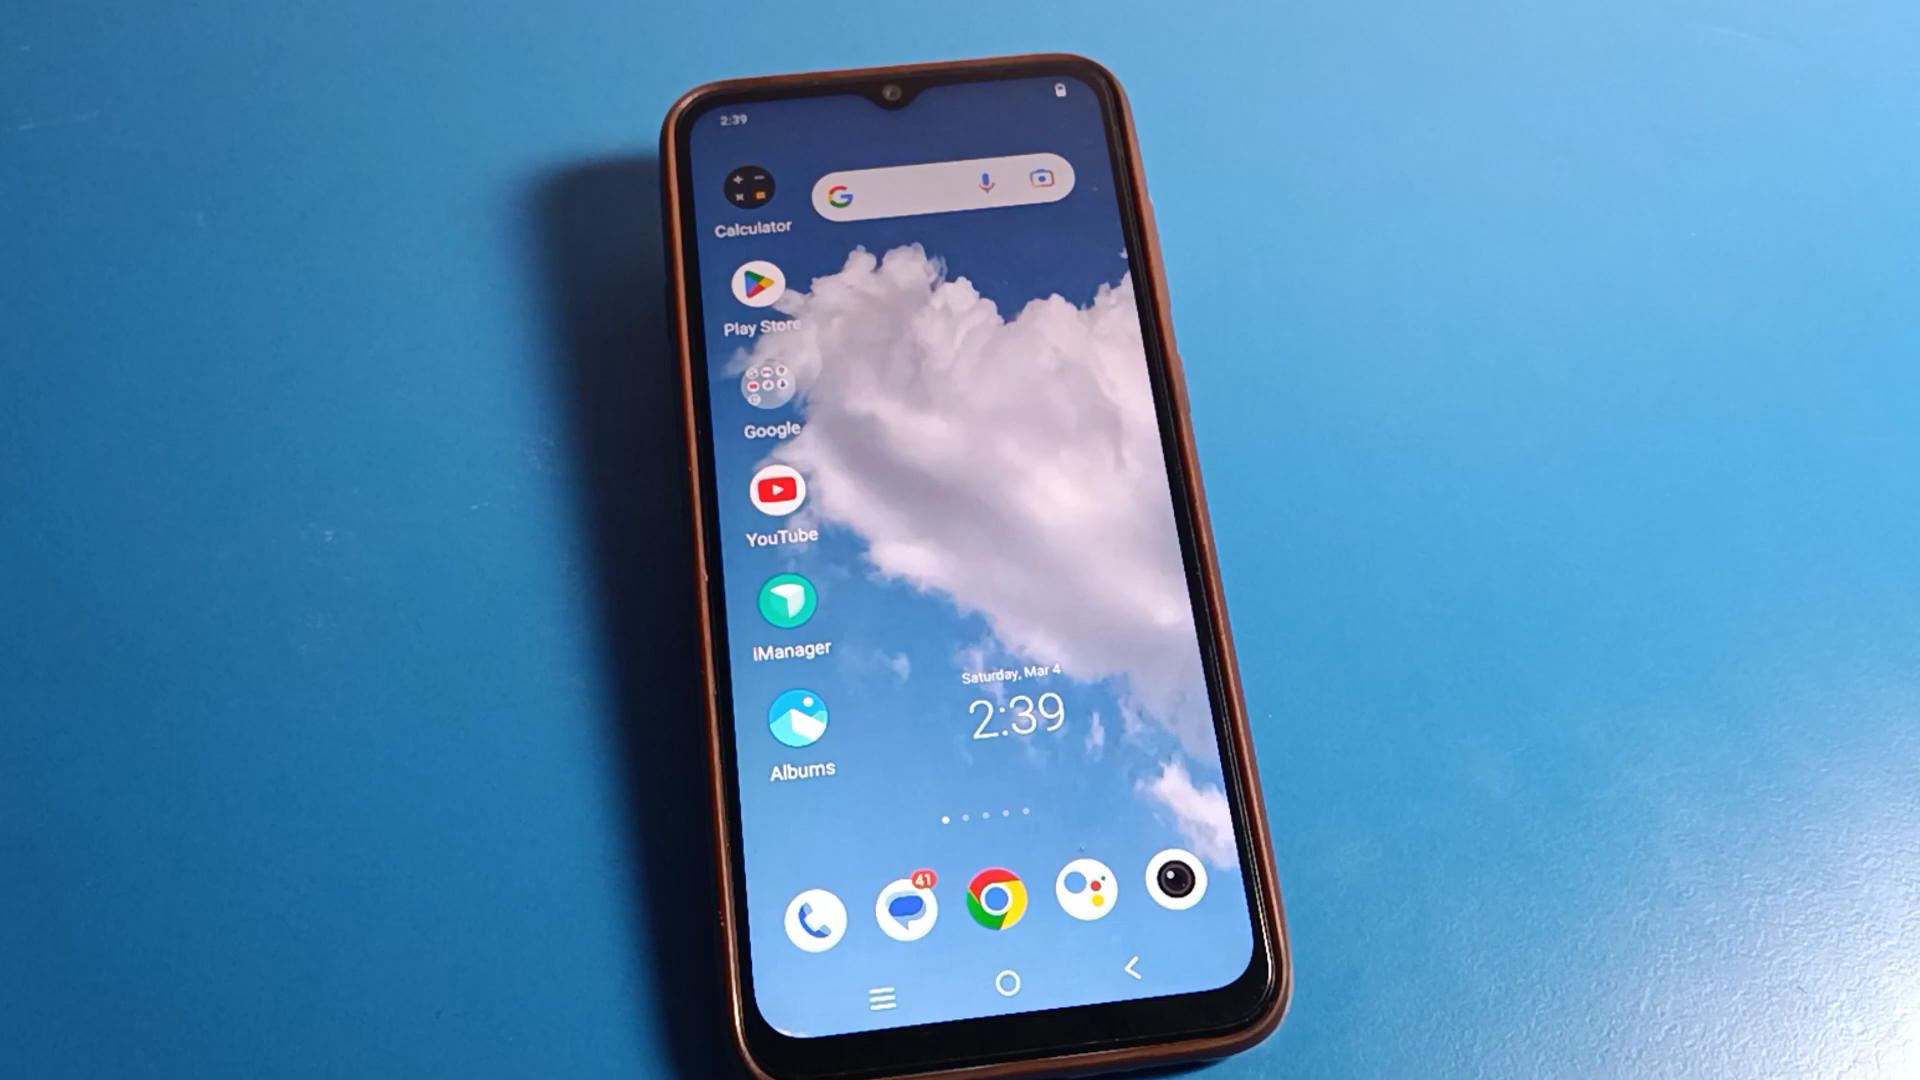 2:39
Calculator
Play Store
Google
YouTube
iManager
Albums
Saturday, Mar 4
2:39
41